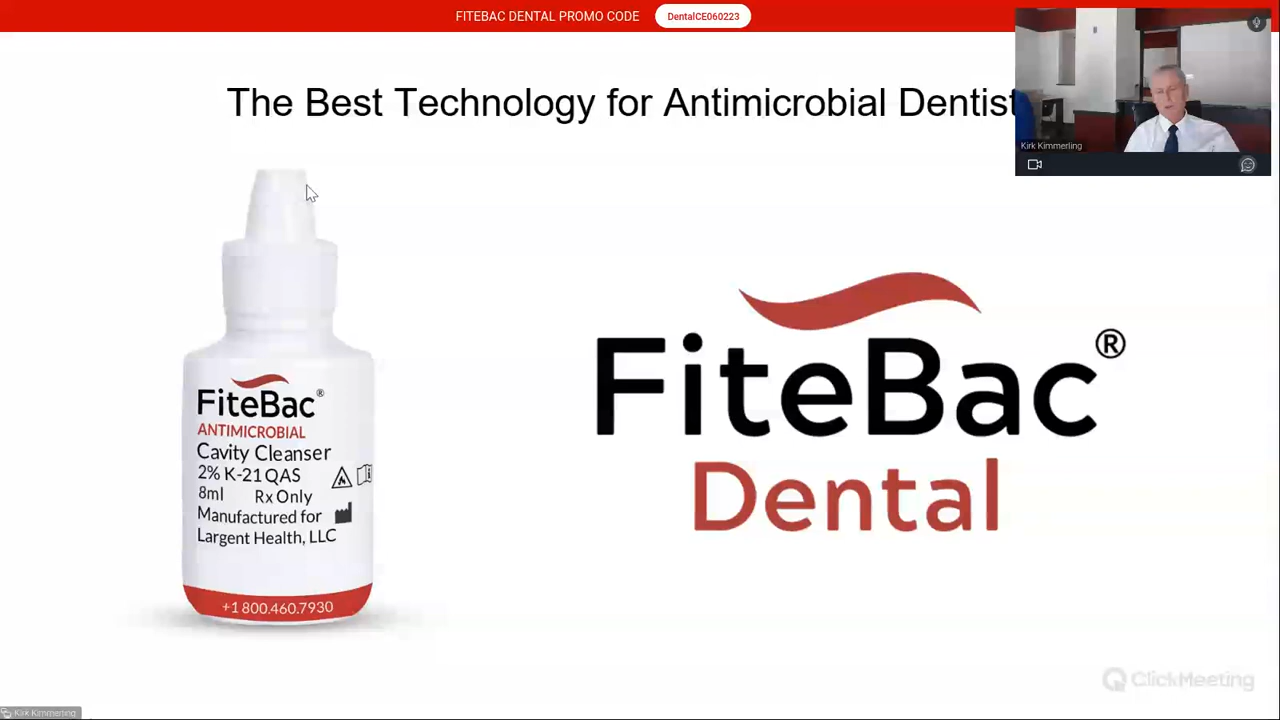 FITEBAC DENTAL PROMO CODE DentalCE060223
The Best Technology for Antimicrobial Dentist
Kirk Kimmerling
FiteBac®
ANTIMICROBIAL
Cavity Cleanser
2% K-21 QAS
8ml Rx Only
Manufactured for
Largent Health, LLC
+1 800.460.7930
FiteBac®
Dental
ClickMeeting
Kirk Kimmerling